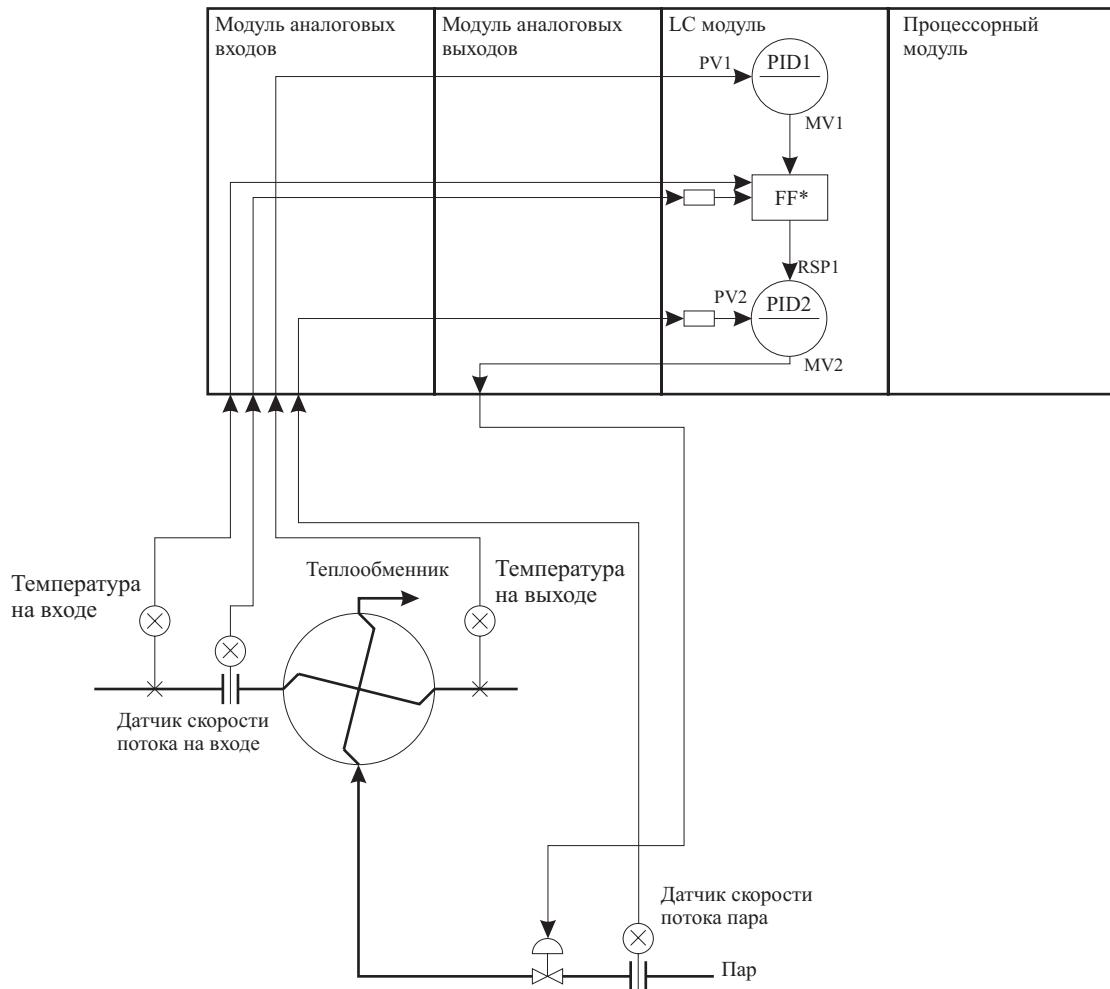 Модуль аналоговых
входов
Модуль аналоговых
выходов
LC модуль
Процессорный
модуль
PV1
PID1
MV1
FF*
RSP1
PV2
PID2
MV2
Температура
на входе
Теплообменник
Температура
на выходе
Датчик скорости
потока на входе
Датчик скорости
потока пара
Пар